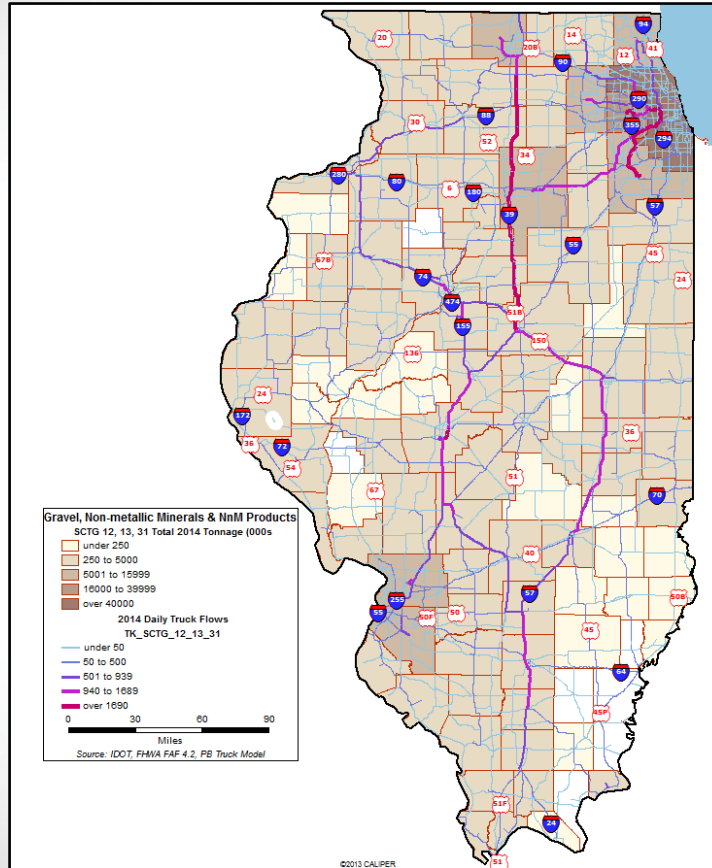 94
20
14
20B
12
41
90
290
88
355
30
294
52
34
280
80
6
180
57
39
55
45
67B
74
24
474
51B
155
150
136
24
172
36
36
72
54
51
67
70
Gravel, Non-metallic Minerals & NnM Products
SCTG 12, 13, 31 Total 2014 Tonnage (000s
under 250
250 to 5000
5001 to 15999
16000 to 39999
over 40000
2014 Daily Truck Flows
TK_SCTG_12_13_31
under 50
50 to 500
501 to 939
940 to 1689
over 1690
0 30 60 90
Miles
Source: IDOT, FHWA FAF 4.2, PB Truck Model
40
255
57
50B
55
50F
50
45
64
45P
51F
24
51
©2013 CALIPER